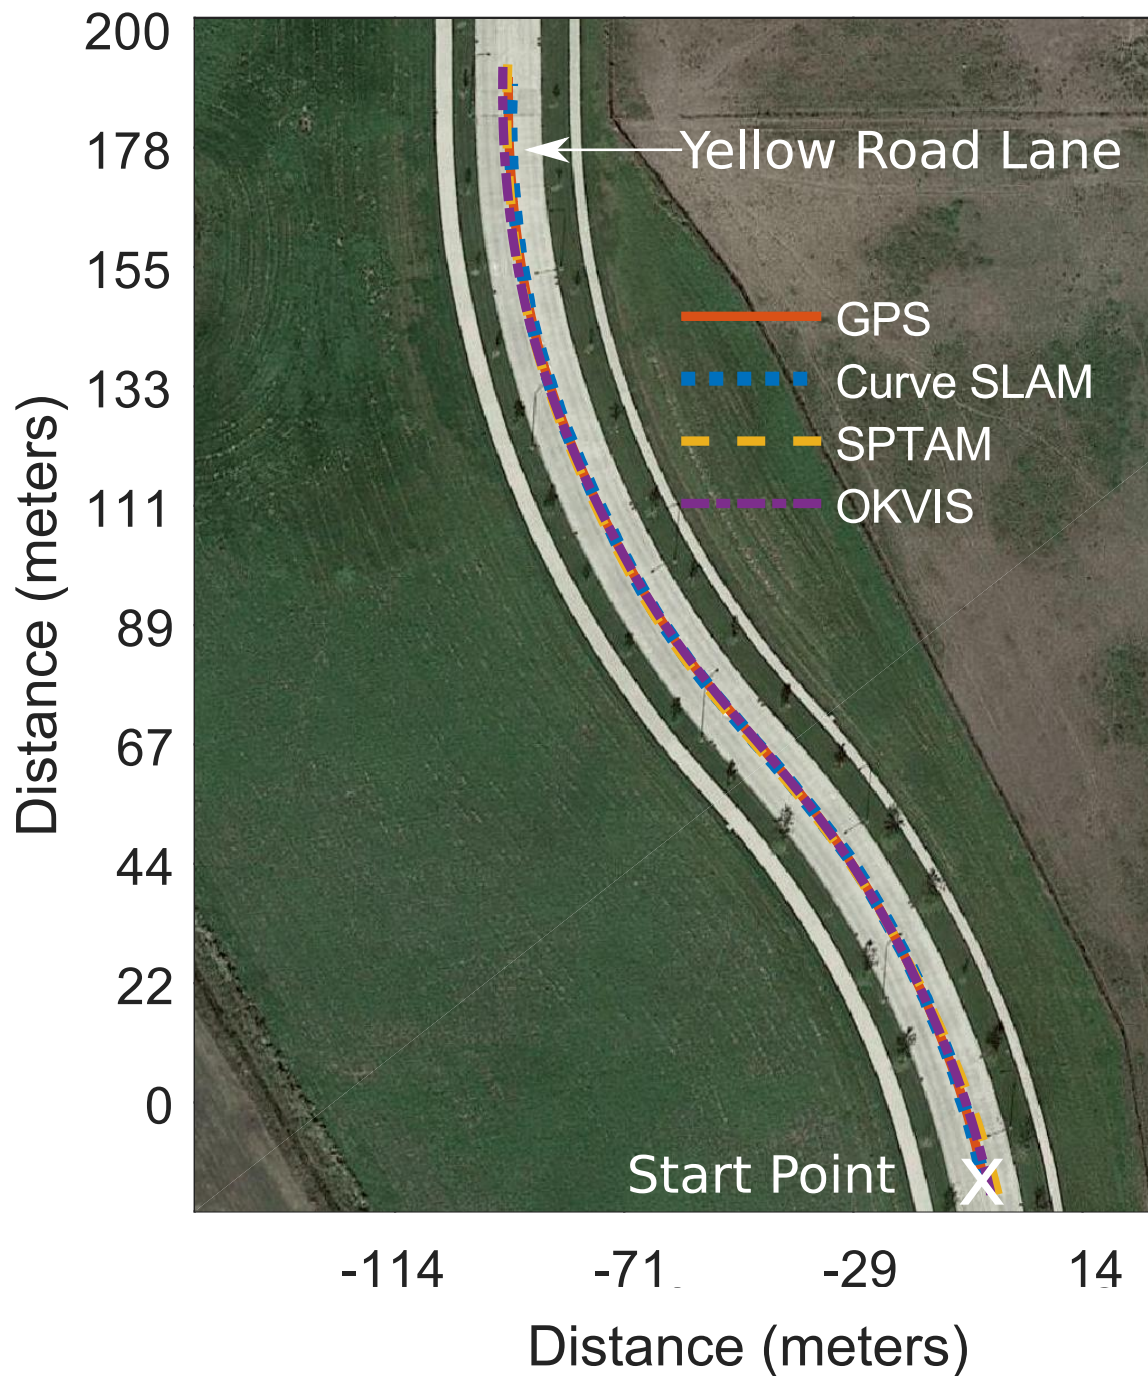 200
178
155
133
111
89
67
44
22
0
Distance (meters)
Yellow Road Lane
GPS
Curve SLAM
SPTAM
OKVIS
Start Point
X
-114
-71
-29
14
Distance (meters)